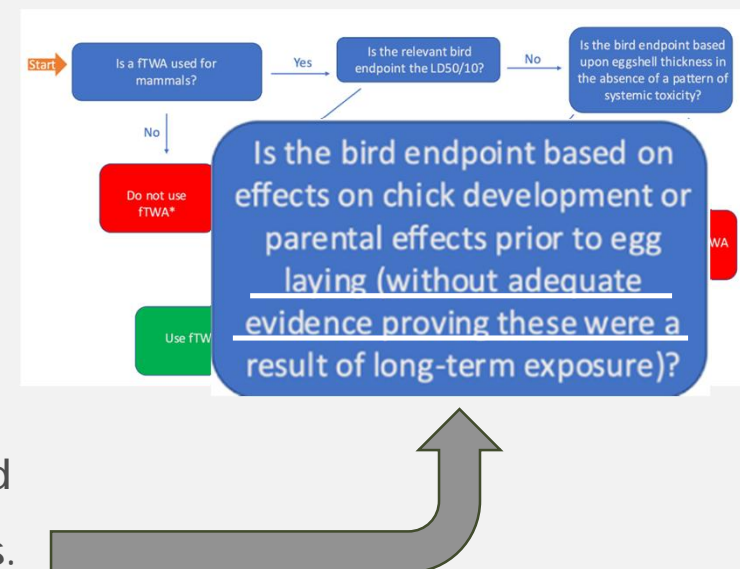 Start
Is a fTWA used for
mammals?
Yes
Is the relevant bird
endpoint the LD50/10?
No
Is the bird endpoint based
upon eggshell thickness in
the absence of a pattern of
systemic toxicity?
No
Do not use
fTWA*
Is the bird endpoint based on
effects on chick development or
parental effects prior to egg
laying (without adequate
evidence proving these were a
result of long-term exposure)?
WA
Use fTW
d
s.